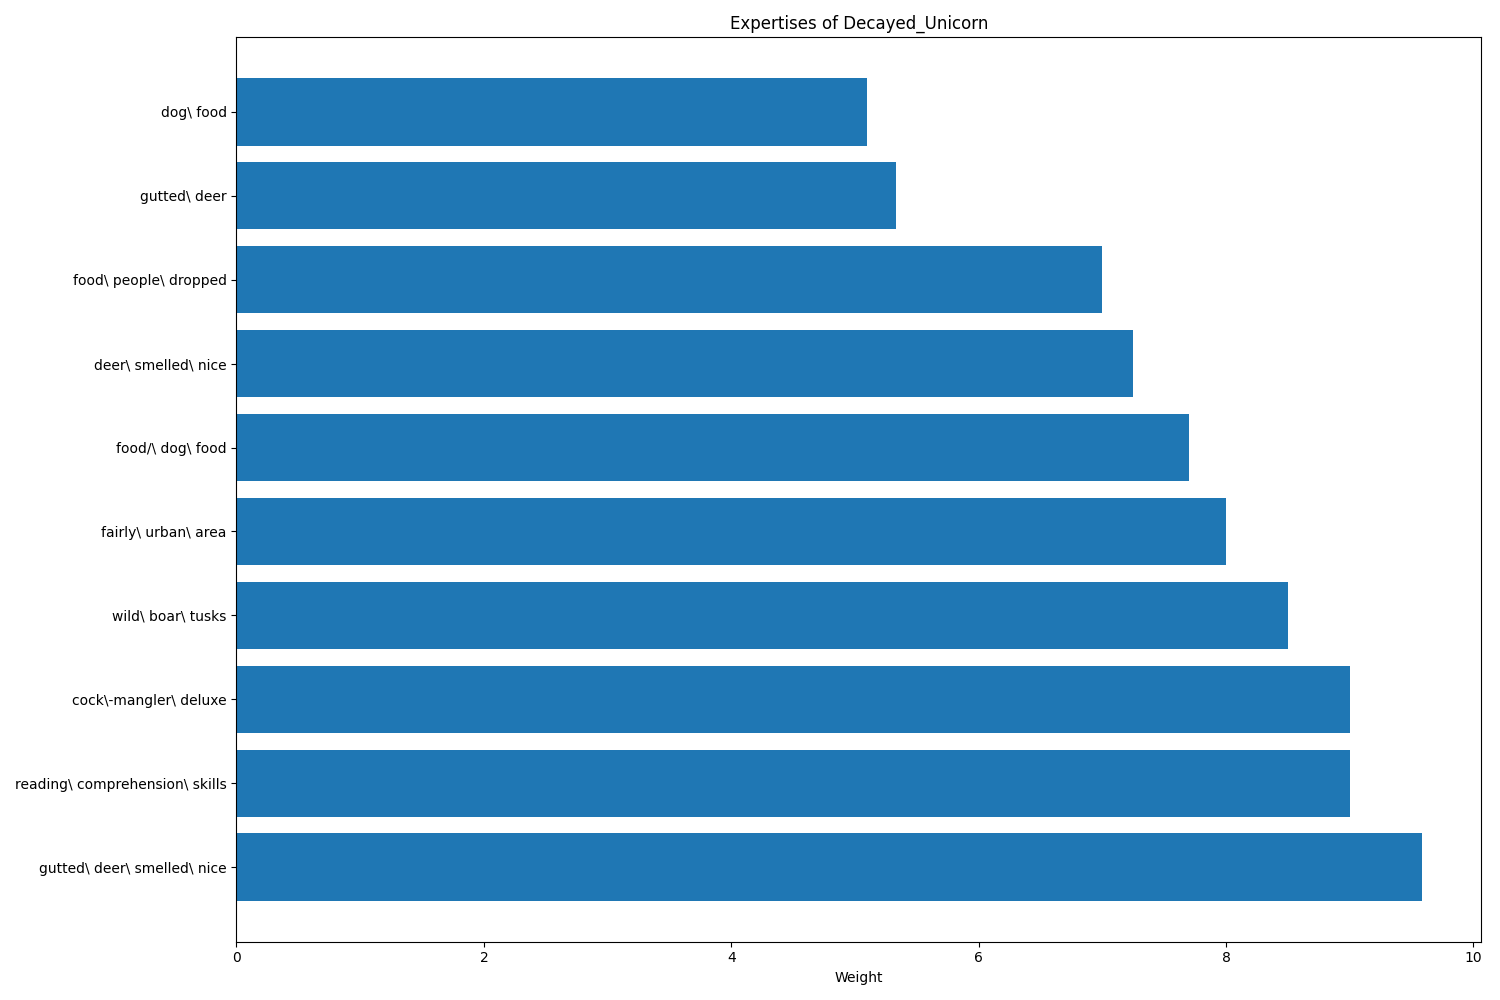 Expertises of Decayed_Unicorn
dog\ food
gutted\ deer
food\ people\ dropped
deer\ smelled\ nice
food/\ dog\ food
fairly\ urban\ area
wild\ boar\ tusks
cock\-mangler\ deluxe
reading\ comprehension\ skills
gutted\ deer\ smelled\ nice
0 2 4 6 8 10
Weight